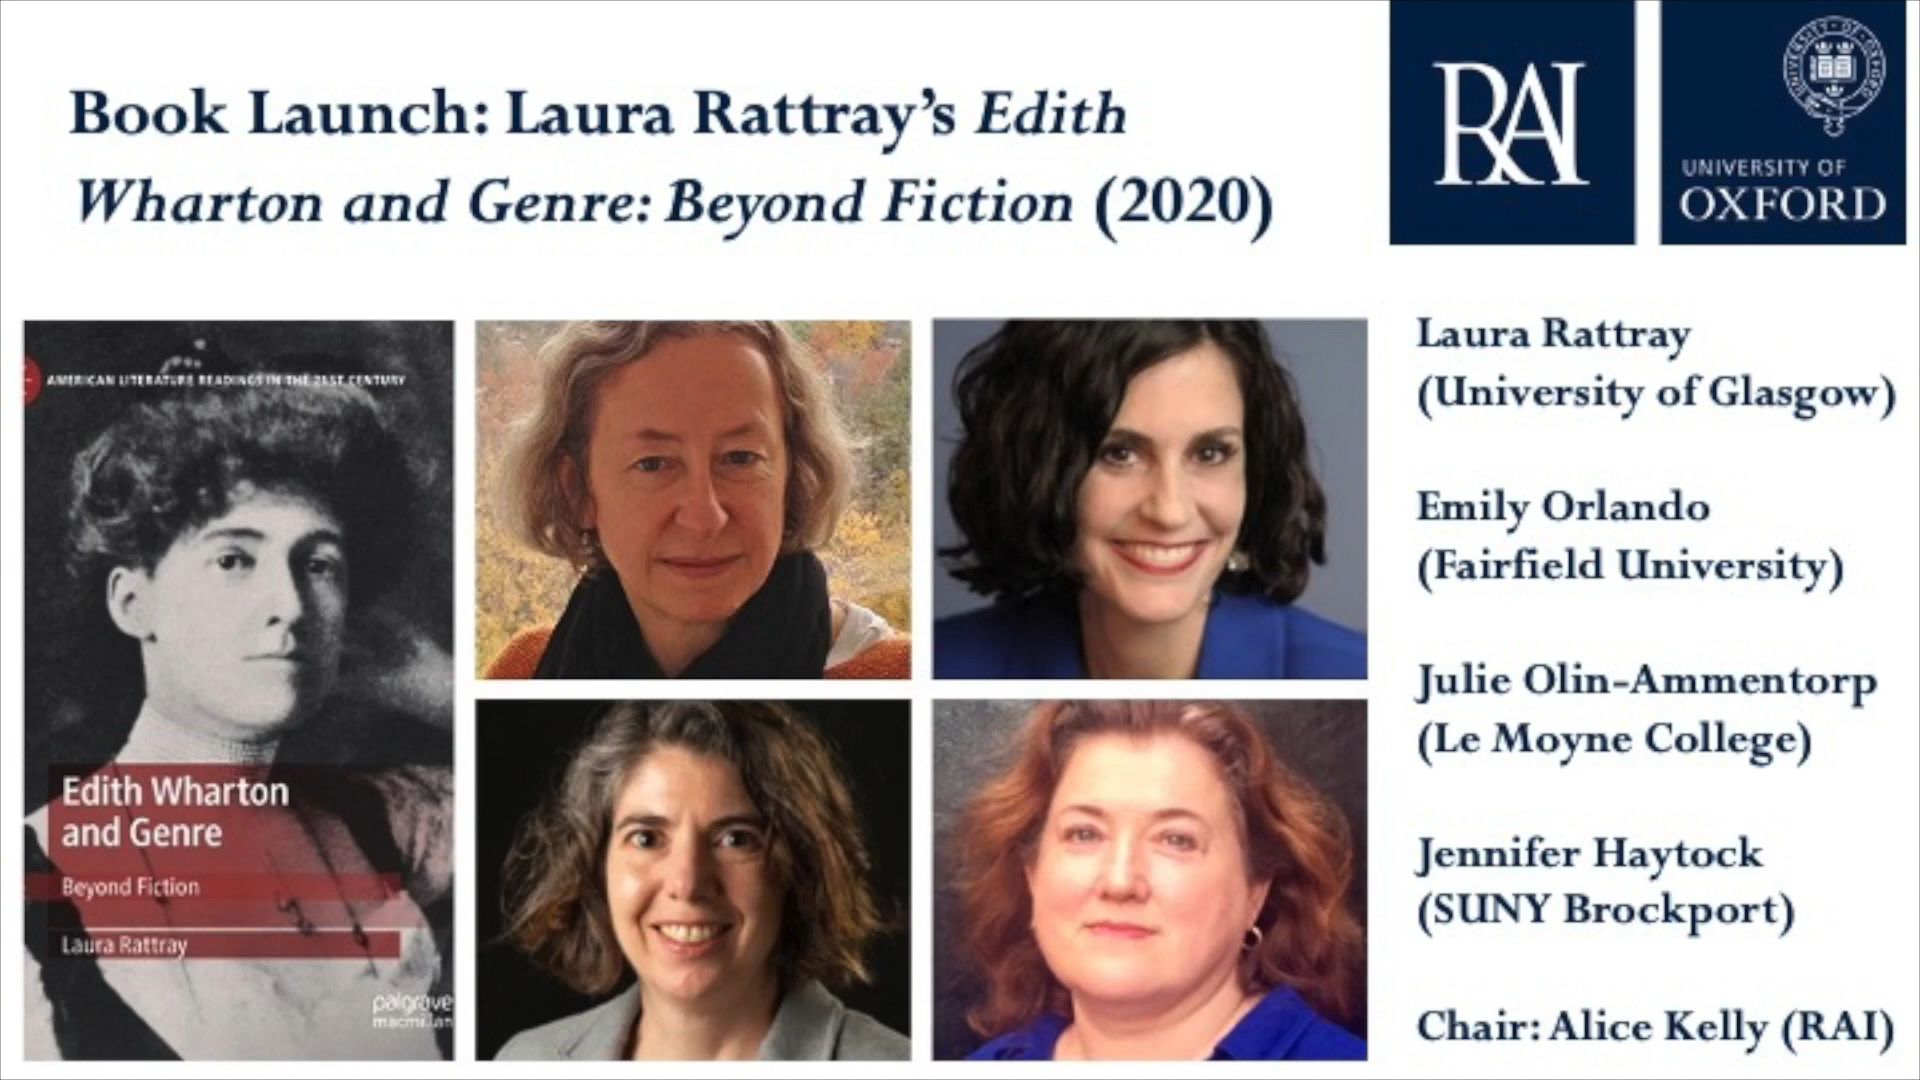 Book Launch: Laura Rattray’s Edith
Wharton and Genre: Beyond Fiction (2020)
RAI
UNIVERSITY OF
OXFORD
AMERICAN LITERATURE READINGS IN THE 21ST CENTURY
Edith Wharton
and Genre
Beyond Fiction
Laura Rattray
palgrave
macmillan
Laura Rattray
(University of Glasgow)
Emily Orlando
(Fairfield University)
Julie Olin-Ammentorp
(Le Moyne College)
Jennifer Haytock
(SUNY Brockport)
Chair: Alice Kelly (RAI)